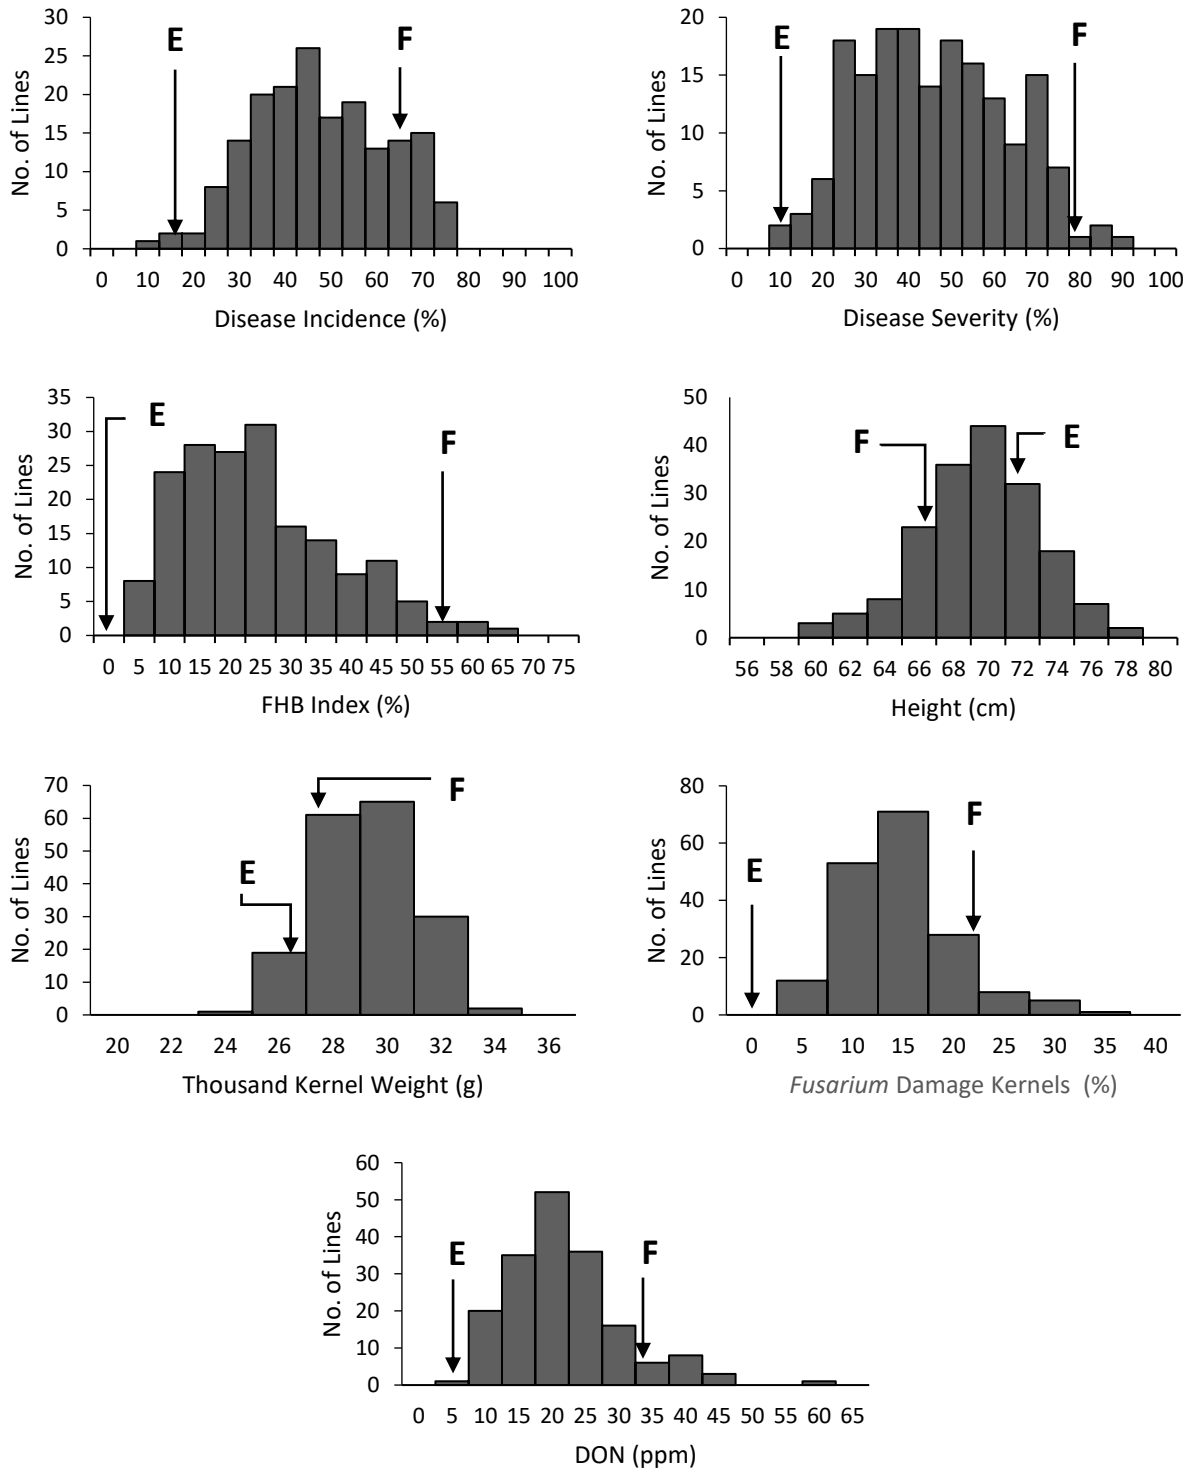 30
25
20
15
10
5
0
No. of Lines
E
F
0 10 20 30 40 50 60 70 0 90 100
Disease Incidence (%)
20
15
10
5
0
No. of Lines
E
F
0 10 20 30 40 50 60 70 80 90 100
Disease Severity (%)
35
30
25
20
15
10
5
0
No. of Lines
E
F
0 5 10 15 20 25 30 35 40 45 50 55 60 65 70 75
FHB Index (%)
50
40
30
20
10
0
No. of Lines
F
E
56 58 60 62 64 66 68 70 72 74 76 78 80
Height (cm)
70
60
50
40
30
20
10
0
No. of Lines
E
F
20 22 24 26 28 30 32 34 36
Thousand Kernel Weight (g)
80
60
40
20
0
No. of Lines
E
F
0 5 10 15 20 25 30 35 40
Fusarium Damage Kernels (%)
60
50
40
30
20
10
0
No. of Lines
E
F
0 5 10 15 20 25 30 35 40 45 50 55 60 65
DON (ppm)